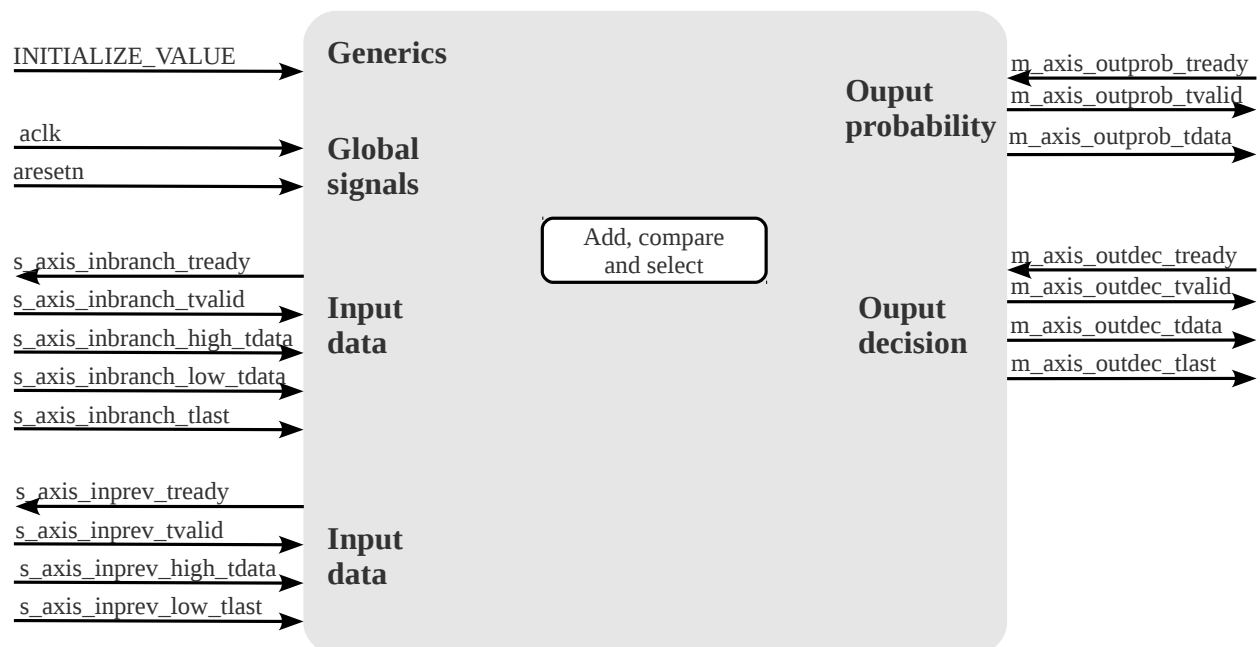 INITIALIZE_VALUE
Generics
aclk
aresetn
Global
signals
s_axis_inbranch_tready
s_axis_inbranch_tvalid
s_axis_inbranch_high_tdata
s_axis_inbranch_low_tdata
s_axis_inbranch_tlast
Input
data
s_axis_inprev_tready
s_axis_inprev_tvalid
s_axis_inprev_high_tdata
s_axis_inprev_low_tlast
Input
data
Add, compare
and select
Ouput
probability
m_axis_outprob_tready
m_axis_outprob_tvalid
m_axis_outprob_tdata
Ouput
decision
m_axis_outdec_tready
m_axis_outdec_tvalid
m_axis_outdec_tdata
m_axis_outdec_tlast